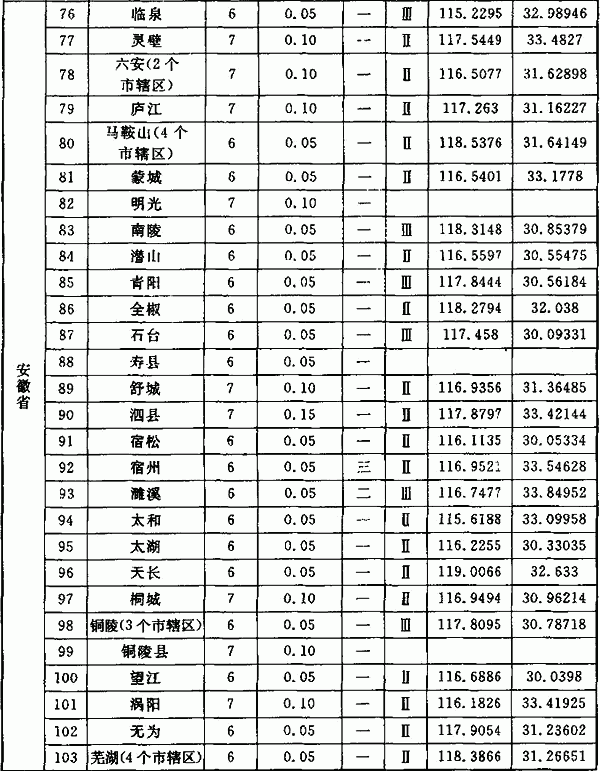 76 临泉 6 0.05 一 Ⅲ 115.2295 32.98946
77 灵璧 7 0.10 一 Ⅱ 117.5449 33.4827
78 六安(2个 7 0.10 一 Ⅱ 116.5077 31.62898
市辖区)
79 庐江 7 0.10 一 Ⅱ 117.263 31.16227
80 马鞍山(4个 6 0.05 一 Ⅱ 118.5376 31.64149
市辖区)
81 蒙城 6 0.05 一 Ⅱ 116.5401 33.1778
82 明光 7 0.10 一
83 南陵 6 0.05 一 Ⅲ 118.3148 30.85379
84 潜山 6 0.05 一 Ⅱ 116.5597 30.55475
85 青阳 6 0.05 一 Ⅲ 117.8444 30.56184
86 全椒 6 0.05 一 Ⅱ 118.2794 32.038
87 石台 6 0.05 一 Ⅲ 117.458 30.09331
88 寿县 6 0.05 一
安徽省
89 舒城 7 0.10 一 Ⅱ 116.9356 31.36485
90 泗县 7 0.15 一 Ⅱ 117.8797 33.42144
91 宿松 6 0.05 一 Ⅱ 116.1135 30.05334
92 宿州 6 0.05 三 Ⅱ 116.9521 33.54628
93 濉溪 6 0.05 二 Ⅲ 116.7477 33.84952
94 太和 6 0.05 一 Ⅱ 115.6188 33.09958
95 太湖 6 0.05 一 Ⅱ 116.2255 30.33035
96 天长 6 0.05 一 Ⅱ 119.0066 32.633
97 桐城 7 0.10 一 Ⅱ 116.9494 30.96214
98 铜陵(3个市辖区) 6 0.05 一 Ⅲ 117.8095 30.78718
99 铜陵县 7 0.10 一
100 望江 6 0.05 一 Ⅱ 116.6886 30.0398
101 涡阳 7 0.10 一 Ⅱ 116.1826 33.41925
102 无为 6 0.05 一 Ⅱ 117.9054 31.23602
103 芜湖(4个市辖区) 6 0.05 一 Ⅱ 118.3866 31.26651